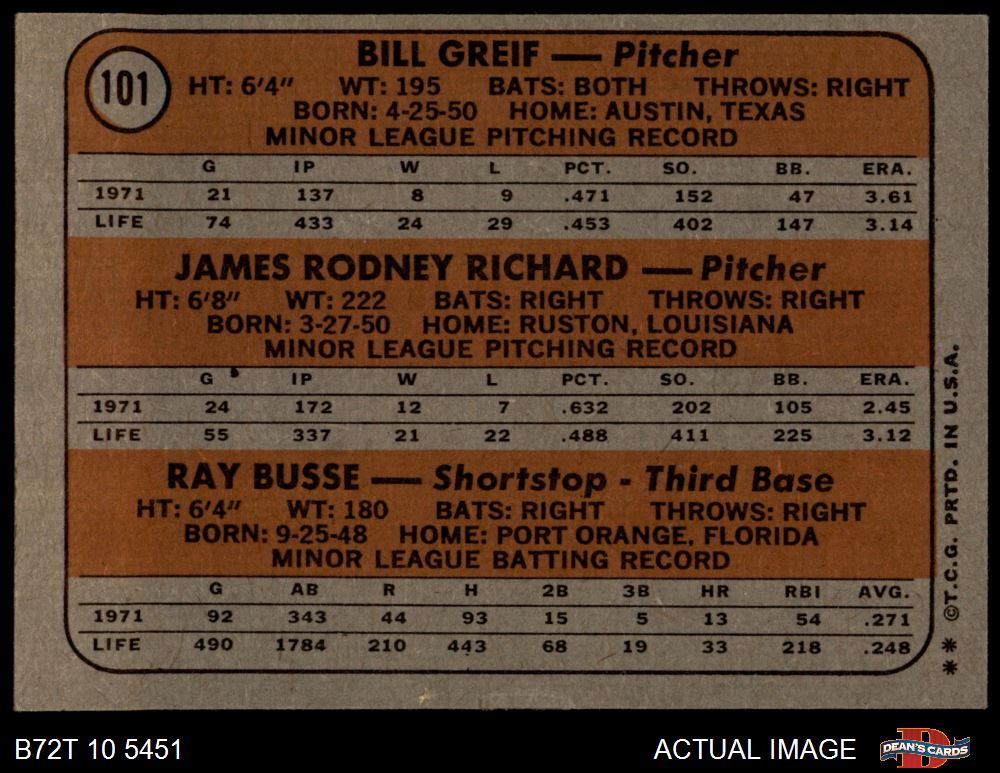 101
BILL GREIF — Pitcher
HT: 6'4" WT: 195 BATS: BOTH THROWS: RIGHT
BORN: 4-25-50 HOME: AUSTIN, TEXAS
MINOR LEAGUE PITCHING RECORD
G IP W L PCT. SO. BB. ERA.
1971 21 137 8 9 .471 152 47 3.61
LIFE 74 433 24 29 .453 402 147 3.14
JAMES RODNEY RICHARD — Pitcher
HT: 6'8" WT: 222 BATS: RIGHT THROWS: RIGHT
BORN: 3-27-50 HOME: RUSTON, LOUISIANA
MINOR LEAGUE PITCHING RECORD
G IP W L PCT. SO. BB. ERA.
1971 24 172 12 7 .632 202 105 2.45
LIFE 55 337 21 22 .488 411 225 3.12
RAY BUSSE — Shortstop - Third Base
HT: 6'4" WT: 180 BATS: RIGHT THROWS: RIGHT
BORN: 9-25-48 HOME: PORT ORANGE, FLORIDA
MINOR LEAGUE BATTING RECORD
G AB R H 2B 3B HR RBI AVG.
1971 92 343 44 93 15 5 13 54 .271
LIFE 490 1784 210 443 68 19 33 218 .248
** ©T.C.G. PRTD. IN U.S.A.
B72T 10 5451
ACTUAL IMAGE
DEAN'S CARDS